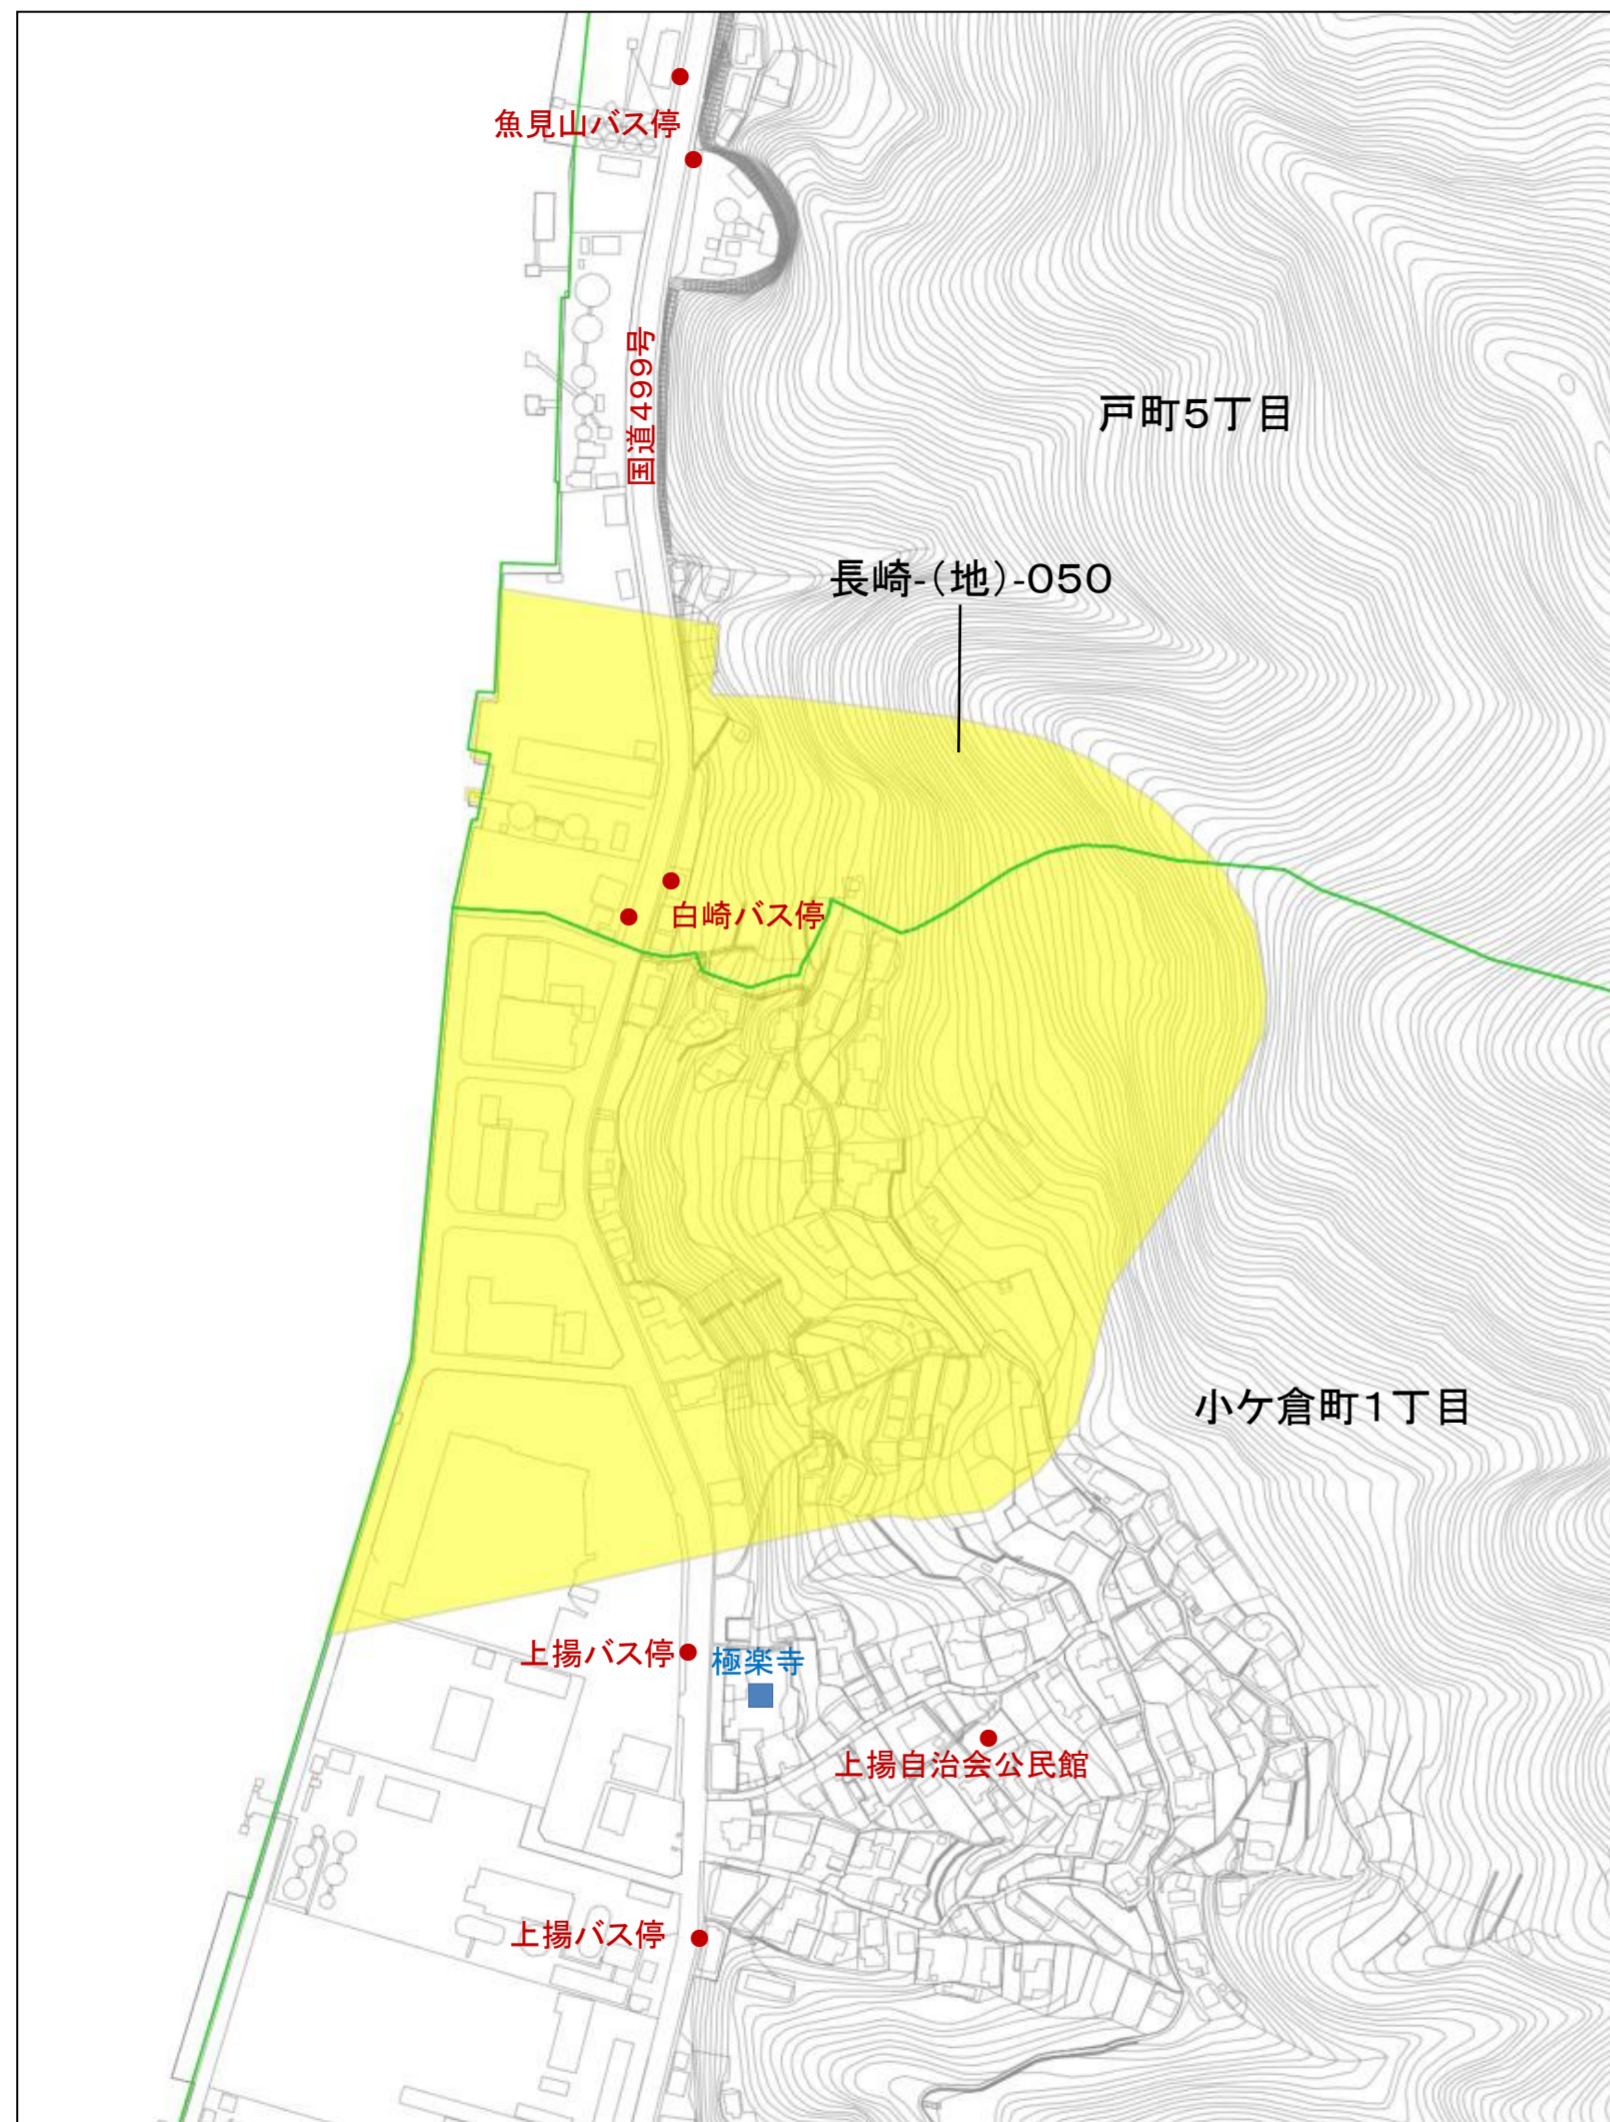 魚見山バス停
国道499号
戸町5丁目
長崎-(地)-050
白崎バス停
小ケ倉町1丁目
上揚バス停
極楽寺
上揚自治会公民館
上揚バス停